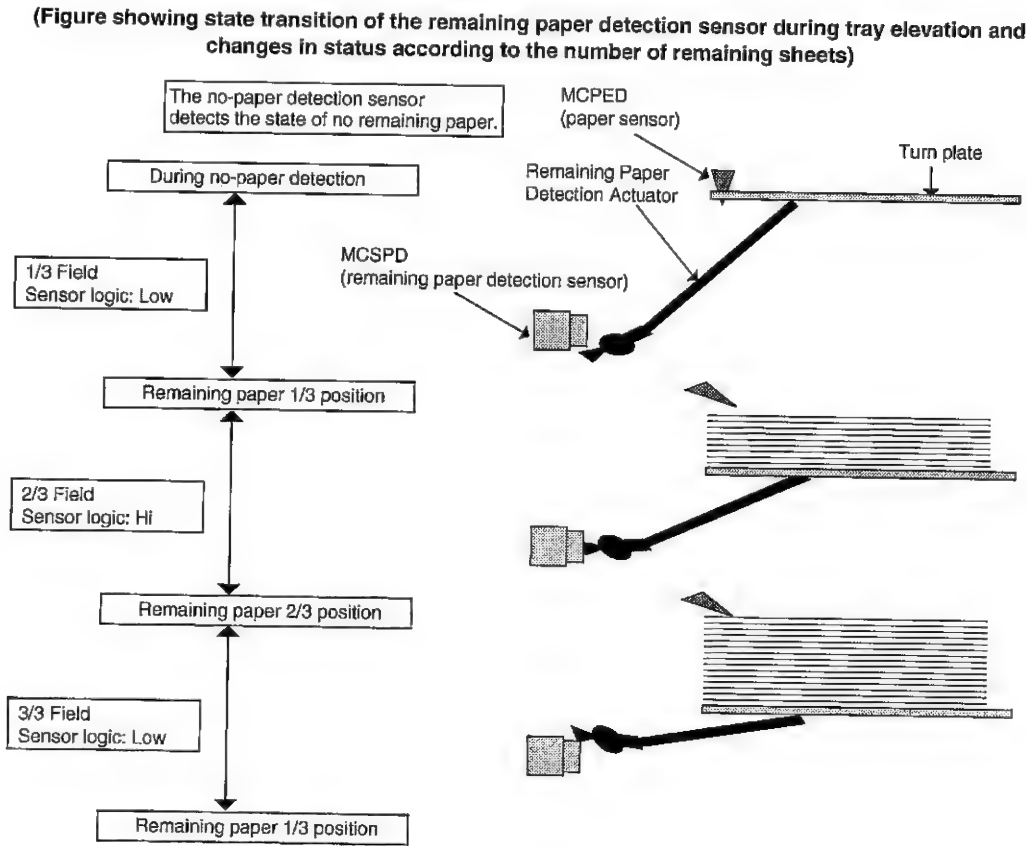 (Figure showing state transition of the remaining paper detection sensor during tray elevation and
changes in status according to the number of remaining sheets)
The no-paper detection sensor
detects the state of no remaining paper.
MCPED
(paper sensor)
Turn plate
During no-paper detection
Remaining Paper
Detection Actuator
1/3 Field
Sensor logic: Low
MCSPD
(remaining paper detection sensor)
Remaining paper 1/3 position
2/3 Field
Sensor logic: Hi
Remaining paper 2/3 position
3/3 Field
Sensor logic: Low
Remaining paper 1/3 position